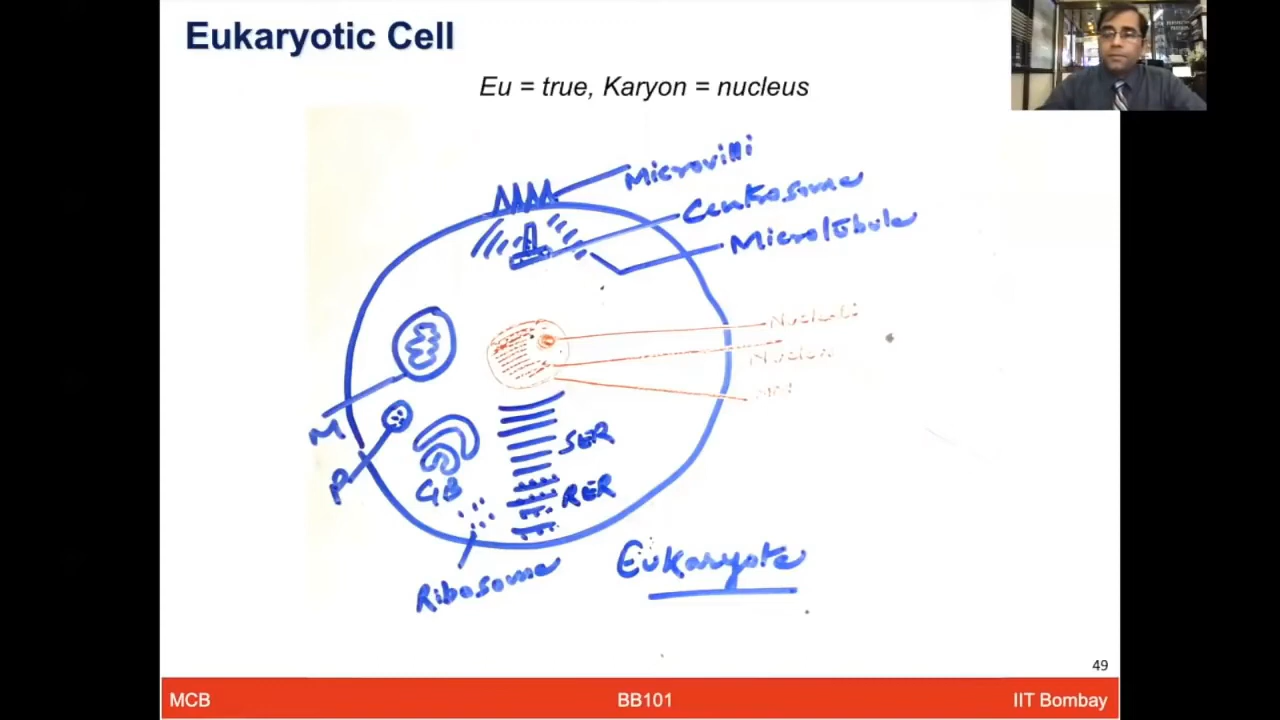 Eukaryotic Cell
Eu = true, Karyon = nucleus
Microvilli
Centrosome
Microtubule
M
P
GB
SER
RER
Ribosome
Eukaryote
49
MCB
BB101
IIT Bombay